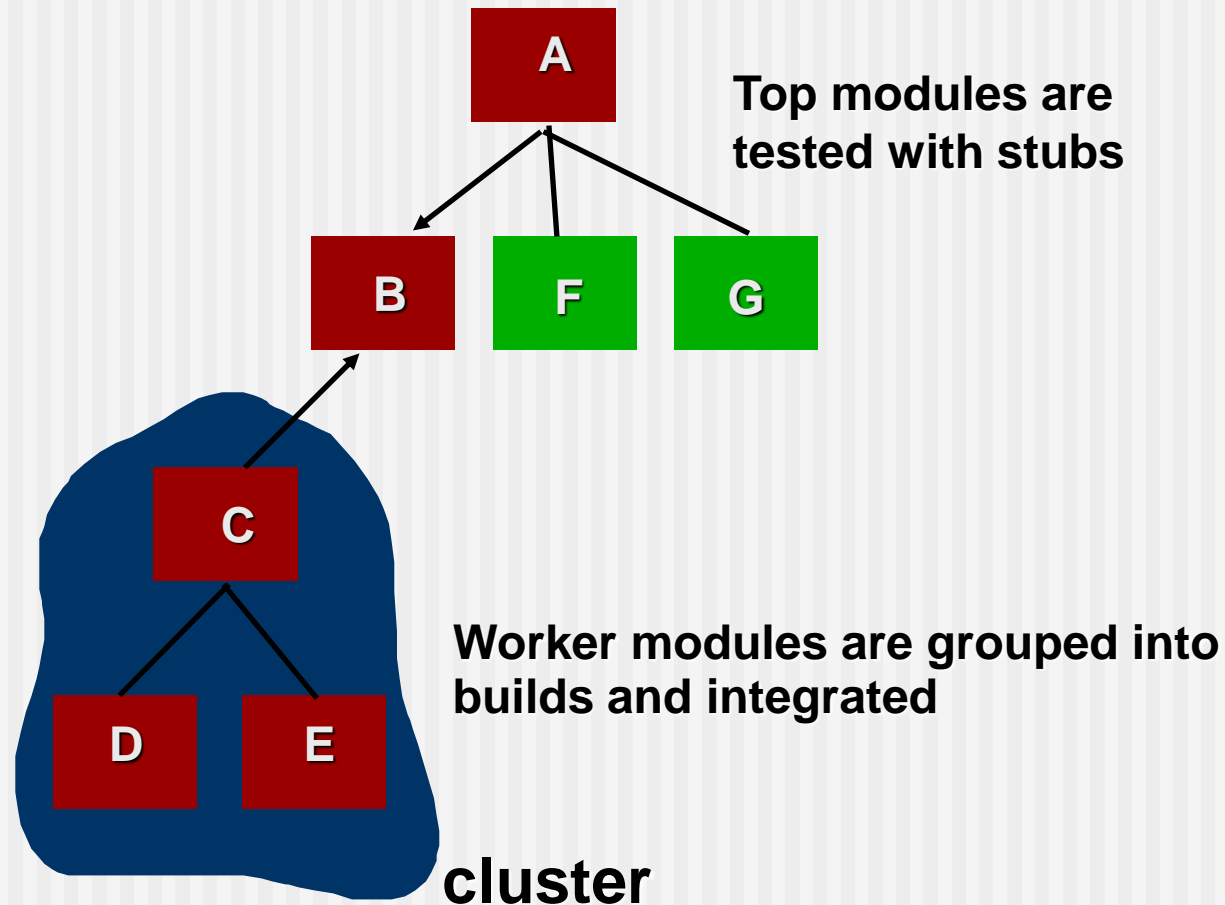 A
Top modules are
tested with stubs
B
F
G
C
Worker modules are grouped into
builds and integrated
D
E
cluster